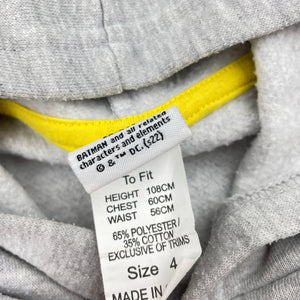 BATMAN and all related
characters and elements
© & ™ DC. (s22)
To Fit
HEIGHT 108CM
CHEST 60CM
WAIST 56CM
65% POLYESTER /
35% COTTON
EXCLUSIVE OF TRIMS
Size 4
MADE IN